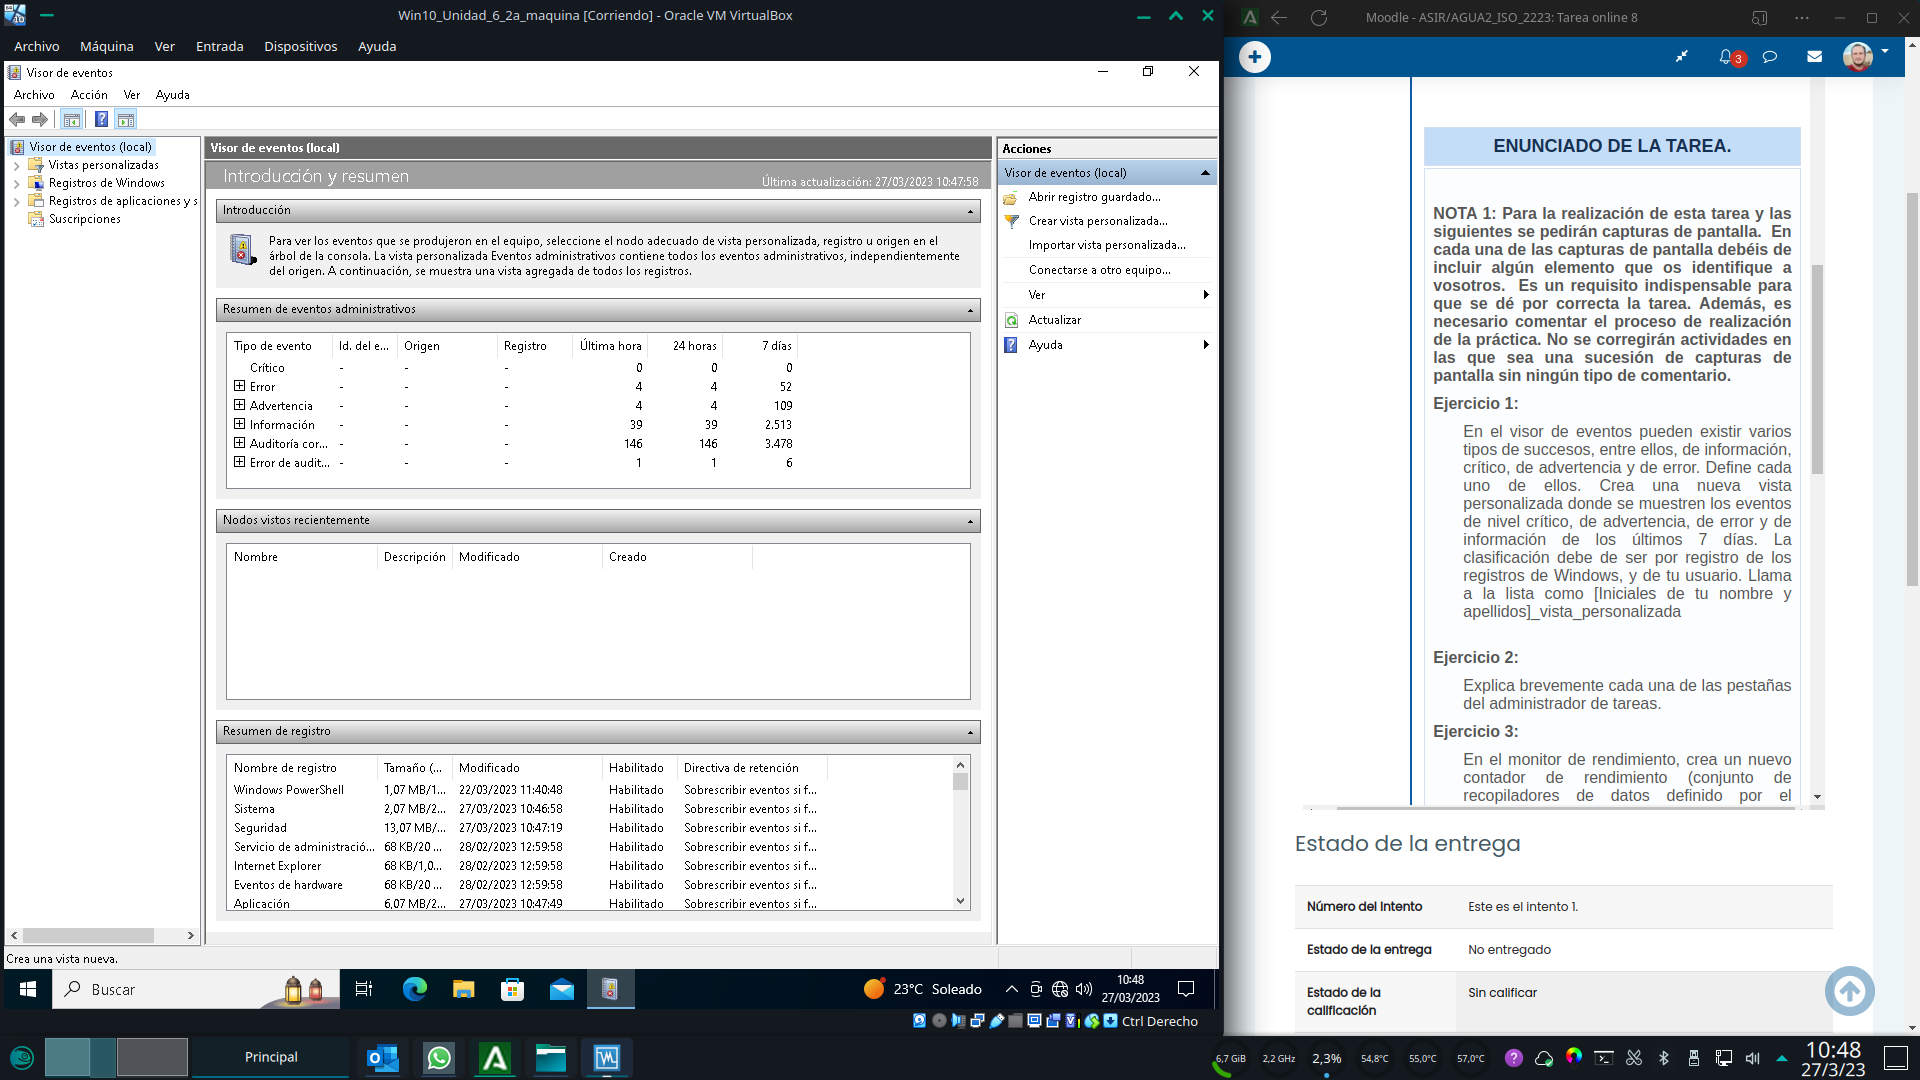 Win10_Unidad_6_2a_maquina [Corriendo] - Oracle VM VirtualBox
Archivo Máquina Ver Entrada Dispositivos Ayuda
Visor de eventos
Archivo Acción Ver Ayuda
Visor de eventos (local)
Vistas personalizadas
Registros de Windows
Registros de aplicaciones y s
Suscripciones
Visor de eventos (local)
Introducción y resumen
Última actualización: 27/03/2023 10:47:58
Introducción
Para ver los eventos que se produjeron en el equipo, seleccione el nodo adecuado de vista personalizada, registro u origen en el
árbol de la consola. La vista personalizada Eventos administrativos contiene todos los eventos administrativos, independientemente
del origen. A continuación, se muestra una vista agregada de todos los registros.
Resumen de eventos administrativos
Tipo de evento Id. del e... Origen Registro Última hora 24 horas 7 días
Crítico - - - 0 0 0
Error - - - 4 4 52
Advertencia - - - 4 4 109
Información - - - 39 39 2.513
Auditoría cor... - - - 146 146 3.478
Error de audit... - - - 1 1 6
Nodos vistos recientemente
Nombre Descripción Modificado Creado
Resumen de registro
Nombre de registro Tamaño (... Modificado Habilitado Directiva de retención
Windows PowerShell 1,07 MB/1... 22/03/2023 11:40:48 Habilitado Sobrescribir eventos si f...
Sistema 2,07 MB/2... 27/03/2023 10:46:58 Habilitado Sobrescribir eventos si f...
Seguridad 13,07 MB/... 27/03/2023 10:47:19 Habilitado Sobrescribir eventos si f...
Servicio de administració... 68 KB/20 ... 28/02/2023 12:59:58 Habilitado Sobrescribir eventos si f...
Internet Explorer 68 KB/1,0... 28/02/2023 12:59:58 Habilitado Sobrescribir eventos si f...
Eventos de hardware 68 KB/20 ... 28/02/2023 12:59:58 Habilitado Sobrescribir eventos si f...
Aplicación 6,07 MB/2... 27/03/2023 10:47:49 Habilitado Sobrescribir eventos si f...
Acciones
Visor de eventos (local)
Abrir registro guardado...
Crear vista personalizada...
Importar vista personalizada...
Conectarse a otro equipo...
Ver
Actualizar
Ayuda
Crea una vista nueva.
Buscar
23°C Soleado
10:48
27/03/2023
Ctrl Derecho
Moodle - ASIR/AGUA2_ISO_2223: Tarea online 8
3
ENUNCIADO DE LA TAREA.
NOTA 1: Para la realización de esta tarea y las
siguientes se pedirán capturas de pantalla. En
cada una de las capturas de pantalla debéis de
incluir algún elemento que os identifique a
vosotros. Es un requisito indispensable para
que se dé por correcta la tarea. Además, es
necesario comentar el proceso de realización
de la práctica. No se corregirán actividades en
las que sea una sucesión de capturas de
pantalla sin ningún tipo de comentario.
Ejercicio 1:
En el visor de eventos pueden existir varios
tipos de sucesos, entre ellos, de información,
crítico, de advertencia y de error. Define cada
uno de ellos. Crea una nueva vista
personalizada donde se muestren los eventos
de nivel crítico, de advertencia, de error y de
información de los últimos 7 días. La
clasificación debe de ser por registro de los
registros de Windows, y de tu usuario. Llama
a la lista como [Iniciales de tu nombre y
apellidos]_vista_personalizada
Ejercicio 2:
Explica brevemente cada una de las pestañas
del administrador de tareas.
Ejercicio 3:
En el monitor de rendimiento, crea un nuevo
contador de rendimiento (conjunto de
recopiladores de datos definido por el
Estado de la entrega
Número del Intento Este es el intento 1.
Estado de la entrega No entregado
Estado de la
calificación
Sin calificar
Principal
6,7 GiB 2,2 GHz 2,3% 54,8°C 55,0°C 57,0°C
10:48
27/3/23